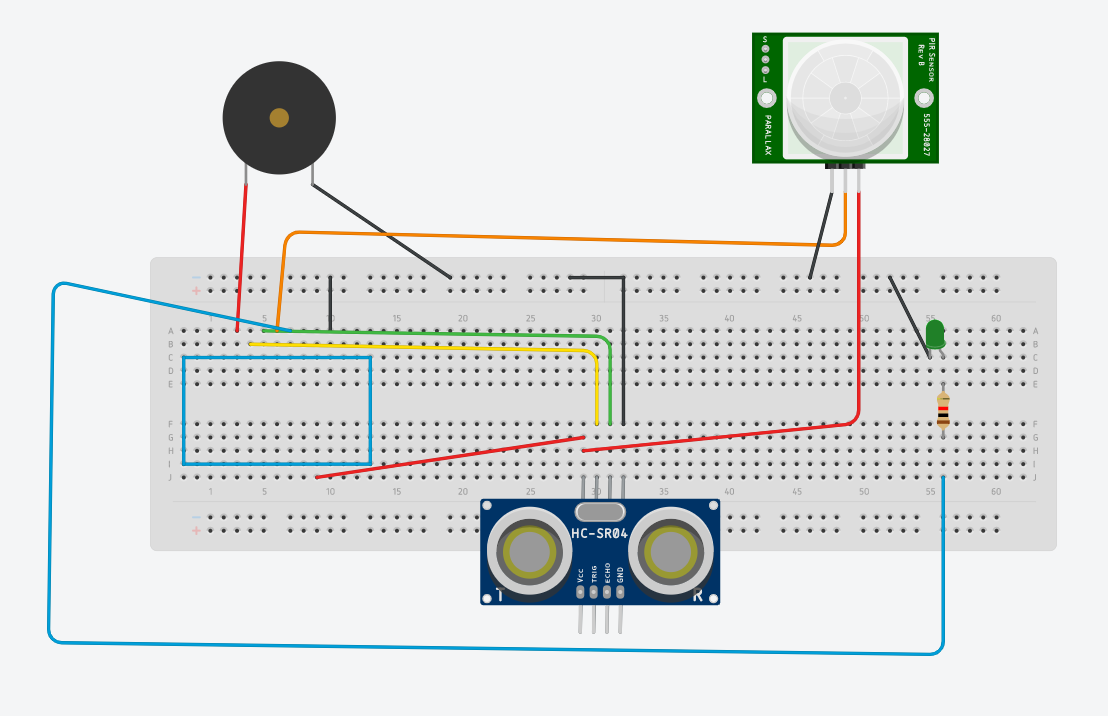 S
L
PARALLAX
PIR SENSOR
REV B
555-28027
− −
+ +
1 5 10 15 20 25 30 35 40 45 50 55 60
A A
B B
C C
D D
E E
F F
G G
H H
I I
J J
1 5 10 15 20 25 30 35 40 45 50 55 60
− −
+ +
HC-SR04
VCC
TRIG
ECHO
GND
T
R